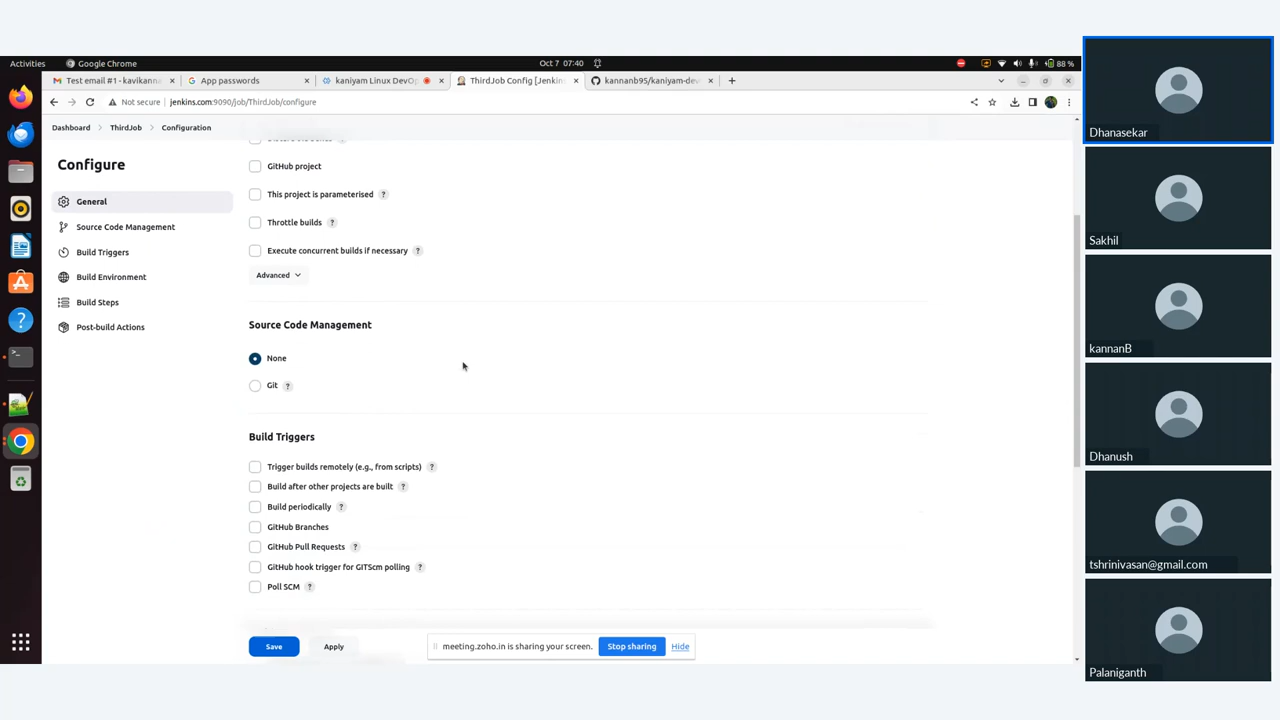 Activities
Google Chrome
Oct 7 07:40
88 %
Test email #1 - kavikanna
App passwords
kaniyam Linux DevOp
ThirdJob Config [Jenkin
kannanb95/kaniyam-de
Not secure
jenkins.com:9090/job/ThirdJob/configure
Dashboard
ThirdJob
Configuration
Configure
General
Source Code Management
Build Triggers
Build Environment
Build Steps
Post-build Actions
GitHub project
This project is parameterised ?
Throttle builds ?
Execute concurrent builds if necessary ?
Advanced
Source Code Management
None
Git ?
Build Triggers
Trigger builds remotely (e.g., from scripts) ?
Build after other projects are built ?
Build periodically ?
GitHub Branches
GitHub Pull Requests ?
GitHub hook trigger for GITScm polling ?
Poll SCM ?
Save
Apply
meeting.zoho.in is sharing your screen.
Stop sharing
Hide
Dhanasekar
Sakhil
kannanB
Dhanush
tshrinivasan@gmail.com
Palaniganth